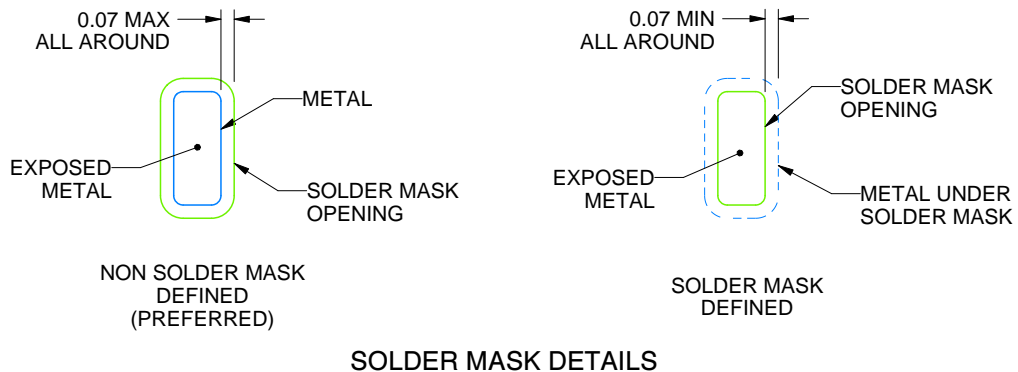 0.07 MAX
ALL AROUND
METAL
EXPOSED
METAL
SOLDER MASK
OPENING
NON SOLDER MASK
DEFINED
(PREFERRED)
0.07 MIN
ALL AROUND
SOLDER MASK
OPENING
EXPOSED
METAL
METAL UNDER
SOLDER MASK
SOLDER MASK
DEFINED
SOLDER MASK DETAILS